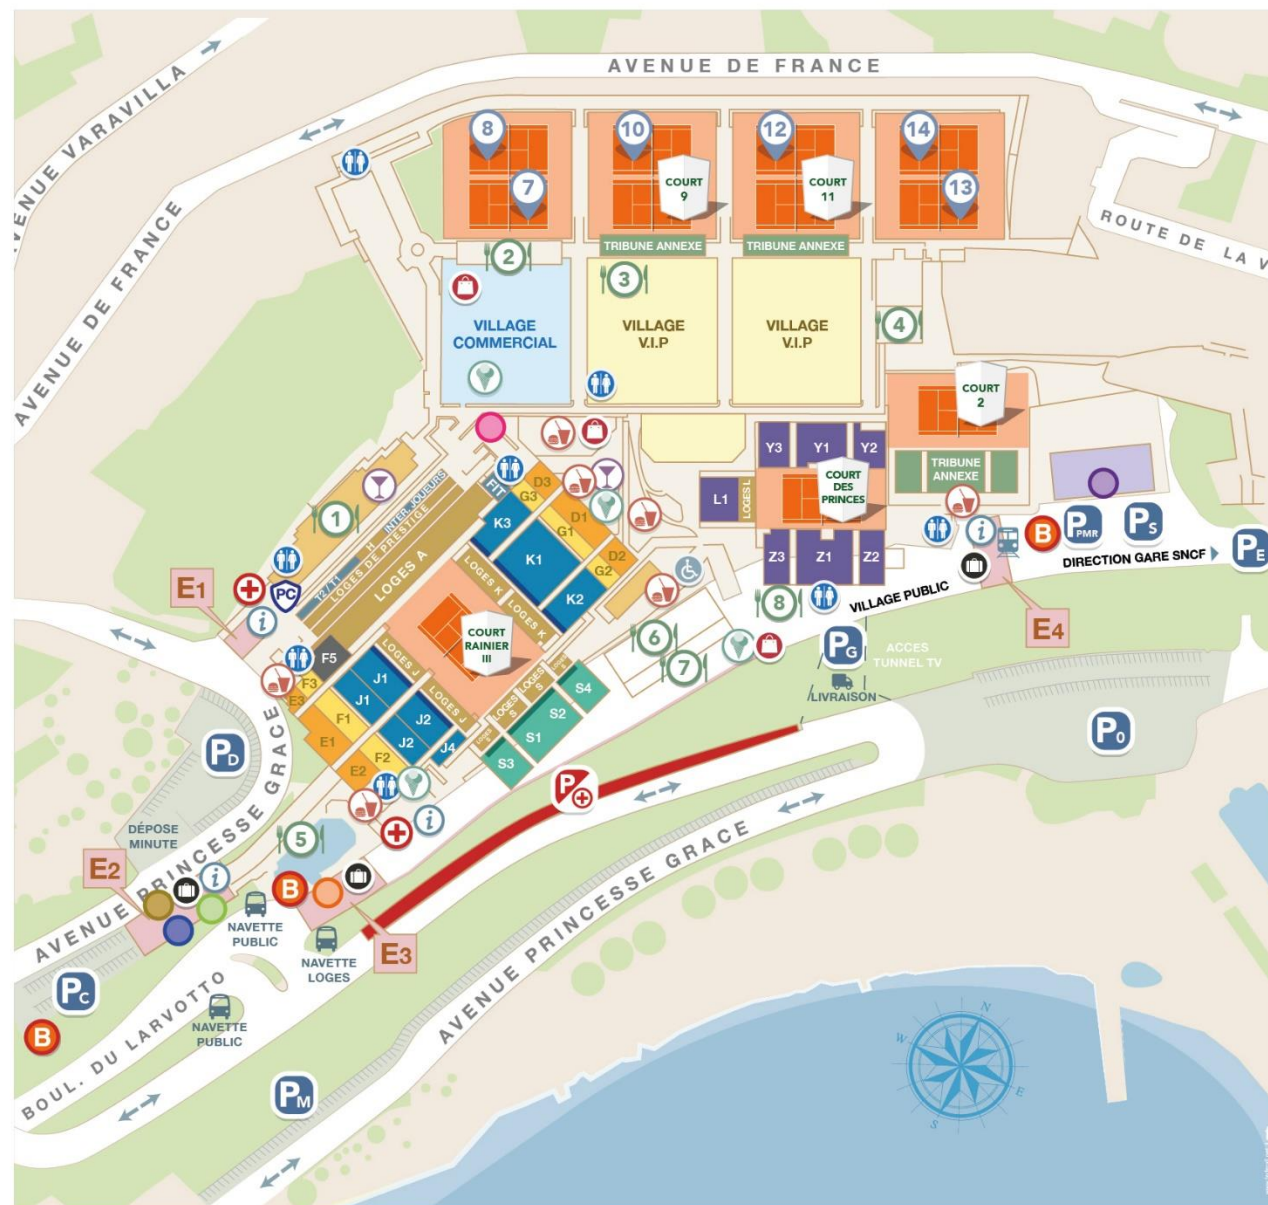 AVENUE DE FRANCE
AVENUE VARAVILLA
AVENUE DE FRANCE
ROUTE DE LA V
8
10
12
14
7
COURT
9
COURT
11
13
2
TRIBUNE ANNEXE
TRIBUNE ANNEXE
3
4
VILLAGE
COMMERCIAL
VILLAGE
V.I.P
VILLAGE
V.I.P
COURT
2
TRIBUNE
ANNEXE
Y3
Y1
Y2
COURT
DES
PRINCES
L1
LOGES L
Z3
Z1
Z2
1
INTER. JOUEURS
H
LOGES DE PRESTIGE
12 / 11
LOGES A
FIT
D3
G3
K3
D1
G1
K1
D2
G2
K2
LOGES K
LOGES K
COURT
RAINIER
III
B
PMR
PS
PE
DIRECTION GARE SNCF
VILLAGE PUBLIC
E1
PC
i
i
E4
8
6
7
PG
ACCES
TUNNEL TV
LIVRAISON
P0
F5
F3
E3
LOGES J
LOGES J
J1
J1
F1
E1
J2
J2
J4
F2
E2
LOGES
S
LOGES
S
S4
S2
S1
S3
PD
P
AVENUE PRINCESSE GRACE
DÉPOSE
MINUTE
5
i
E2
i
B
NAVETTE
PUBLIC
NAVETTE
LOGES
E3
AVENUE PRINCESSE GRACE
PC
B
NAVETTE
PUBLIC
BOUL. DU LARVOTTO
PM
N
W
E
S